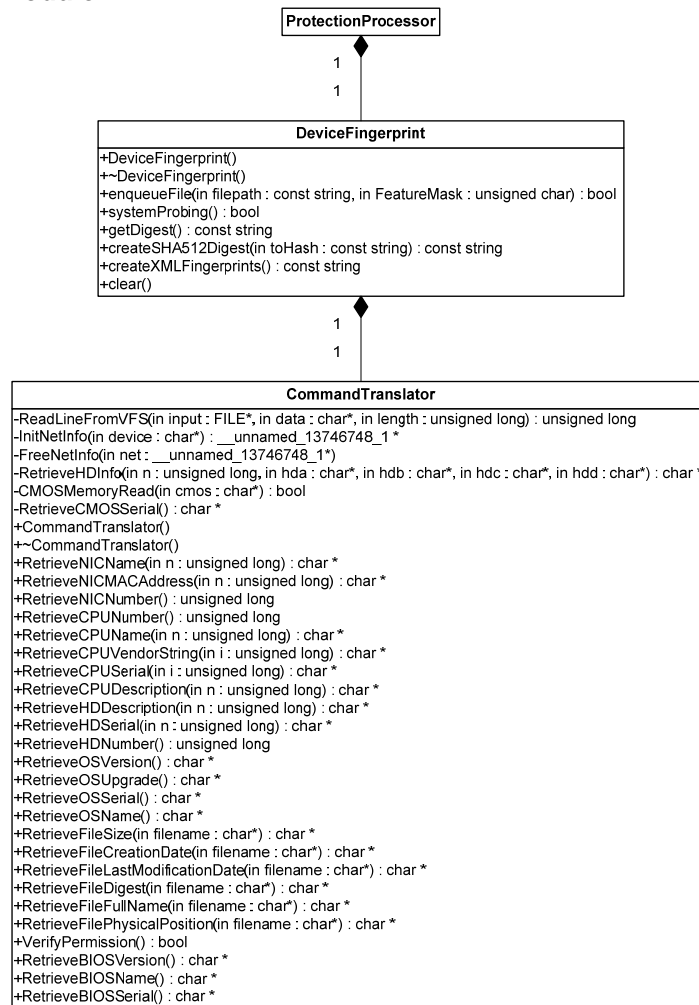 ProtectionProcessor
1
1
DeviceFingerprint
+DeviceFingerprint()
+~DeviceFingerprint()
+enqueueFile(in filepath : const string, in FeatureMask : unsigned char) : bool
+systemProbing() : bool
+getDigest() : const string
+createSHA512Digest(in toHash : const string) : const string
+createXMLFingerprints() : const string
+clear()
1
1
CommandTranslator
-ReadLineFromVFS(in input : FILE*, in data : char*, in length : unsigned long) : unsigned long
-InitNetInfo(in device : char*) : __unnamed_13746748_1 *
-FreeNetInfo(in net : __unnamed_13746748_1*)
-RetrieveHDInfo(in n : unsigned long, in hda : char*, in hdb : char*, in hdc : char*, in hdd : char*) : char *
-CMOSMemoryRead(in cmos : char*) : bool
-RetrieveCMOSSerial() : char *
+CommandTranslator()
+~CommandTranslator()
+RetrieveNICName(in n : unsigned long) : char *
+RetrieveNICMACAddress(in n : unsigned long) : char *
+RetrieveNICNumber() : unsigned long
+RetrieveCPUNumber() : unsigned long
+RetrieveCPUName(in n : unsigned long) : char *
+RetrieveCPUVendorString(in i : unsigned long) : char *
+RetrieveCPUSerial(in i : unsigned long) : char *
+RetrieveCPUDescription(in n : unsigned long) : char *
+RetrieveHDDescription(in n : unsigned long) : char *
+RetrieveHDSerial(in n : unsigned long) : char *
+RetrieveHDNumber() : unsigned long
+RetrieveOSVersion() : char *
+RetrieveOSUpgrade() : char *
+RetrieveOSSerial() : char *
+RetrieveOSName() : char *
+RetrieveFileSize(in filename : char*) : char *
+RetrieveFileCreationDate(in filename : char*) : char *
+RetrieveFileLastModificationDate(in filename : char*) : char *
+RetrieveFileDigest(in filename : char*) : char *
+RetrieveFileFullName(in filename : char*) : char *
+RetrieveFilePhysicalPosition(in filename : char*) : char *
+VerifyPermission() : bool
+RetrieveBIOSVersion() : char *
+RetrieveBIOSName() : char *
+RetrieveBIOSSerial() : char *